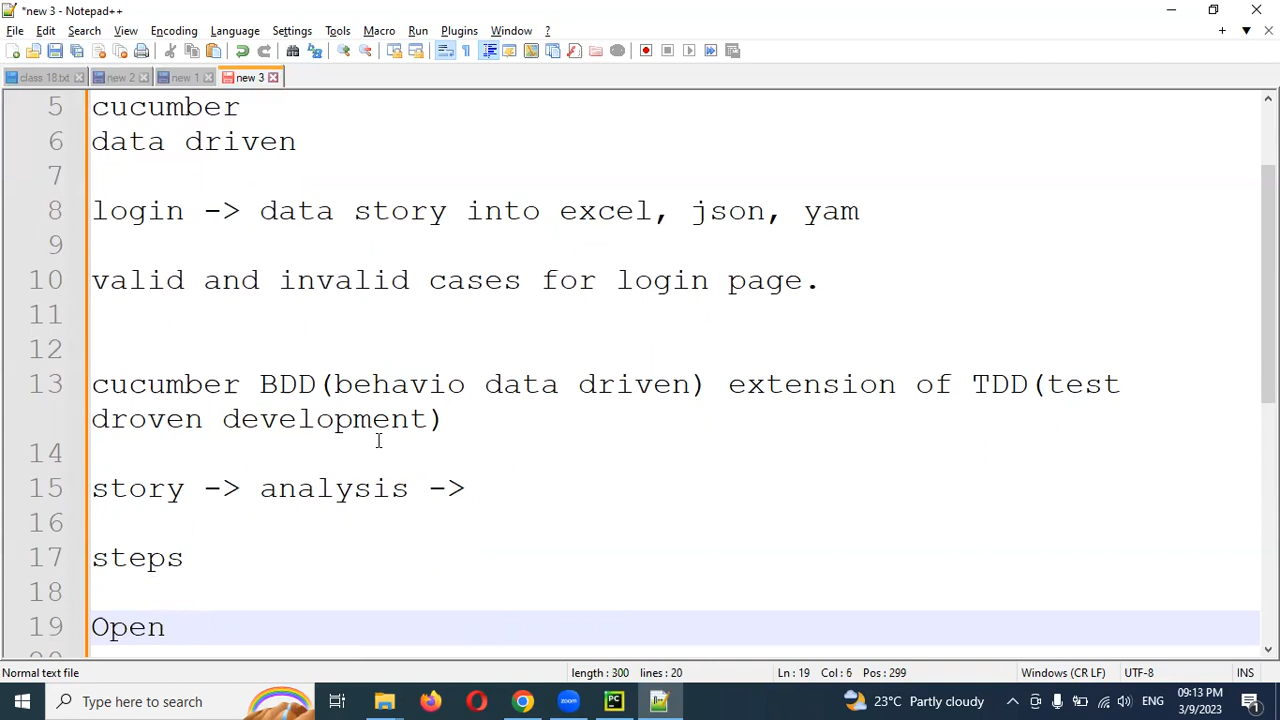 *new 3 - Notepad++
File Edit Search View Encoding Language Settings Tools Macro Run Plugins Window ?
class 18.txt new 2 new 1 new 3
5 cucumber
6 data driven
7
8 login -> data story into excel, json, yam
9
10 valid and invalid cases for login page.
11
12
13 cucumber BDD(behavio data driven) extension of TDD(test
droven development)
14
15 story -> analysis ->
16
17 steps
18
19 Open
Normal text file length : 300 lines : 20 Ln : 19 Col : 6 Pos : 299 Windows (CR LF) UTF-8 INS
Type here to search 23°C Partly cloudy ENG 09:13 PM
3/9/2023